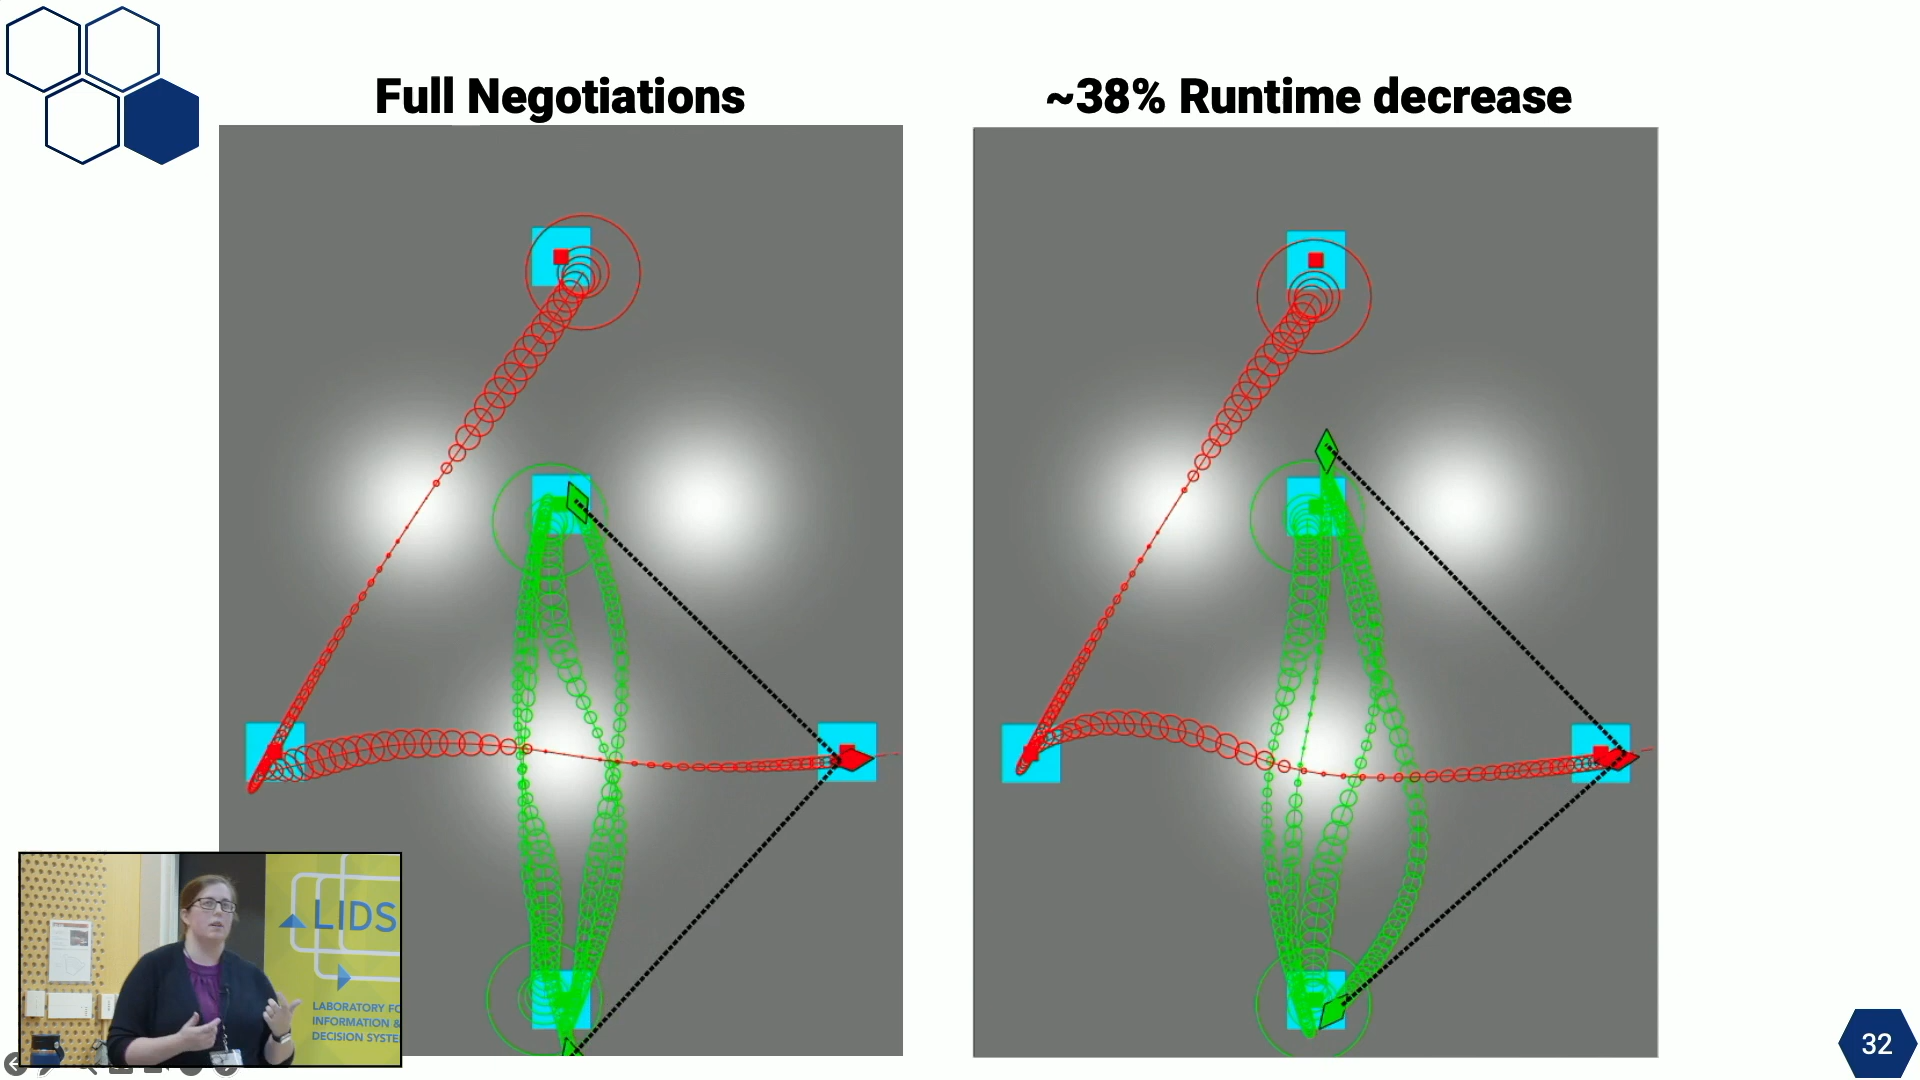 Full Negotiations
~38% Runtime decrease
LIDS
LABORATORY FO
INFORMATION &
DECISION SYSTE
32